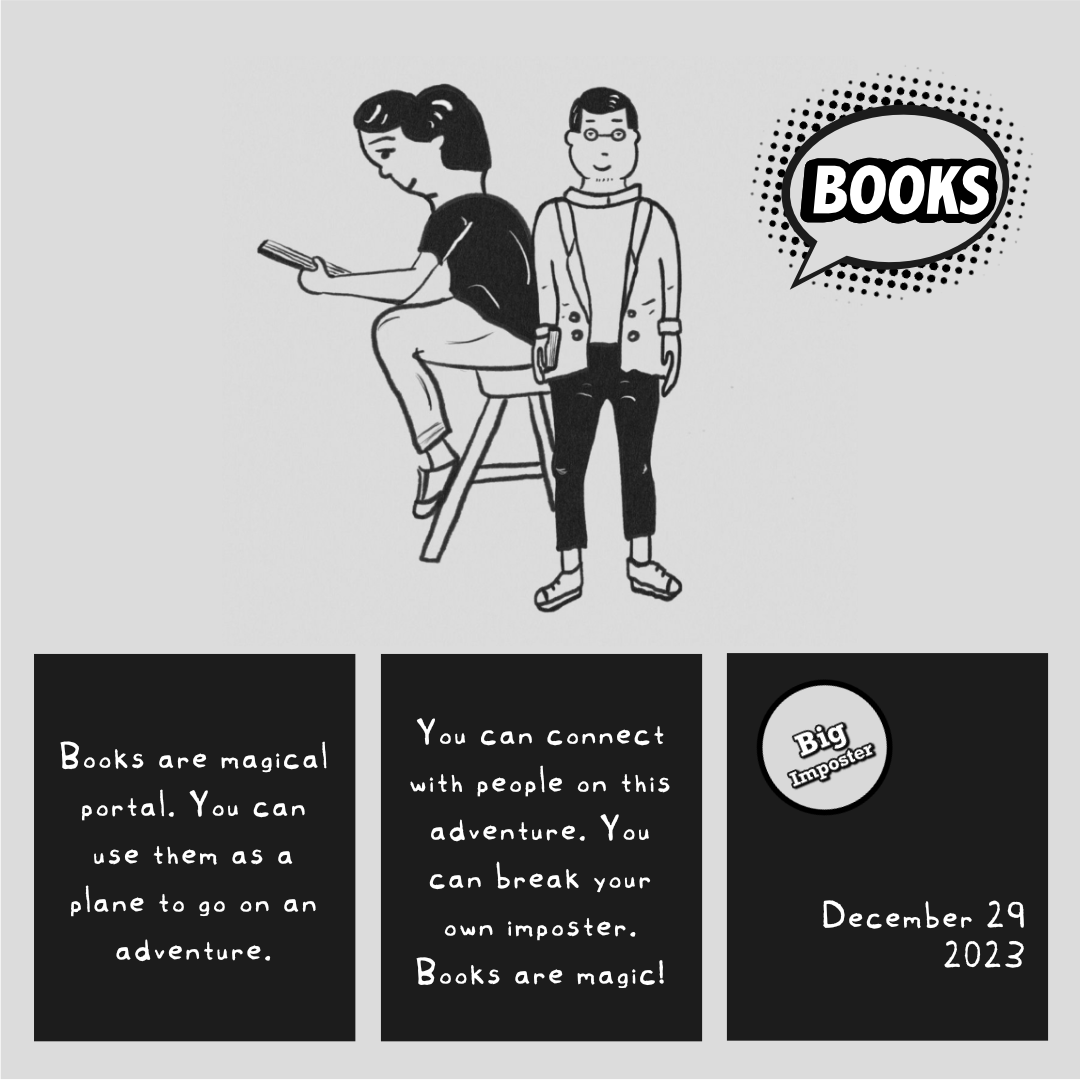 BOOKS
Books are magical
portal. You can
use them as a
plane to go on an
adventure.
You can connect
with people on this
adventure. You
can break your
own imposter.
Books are magic!
Big
Imposter
December 29
2023